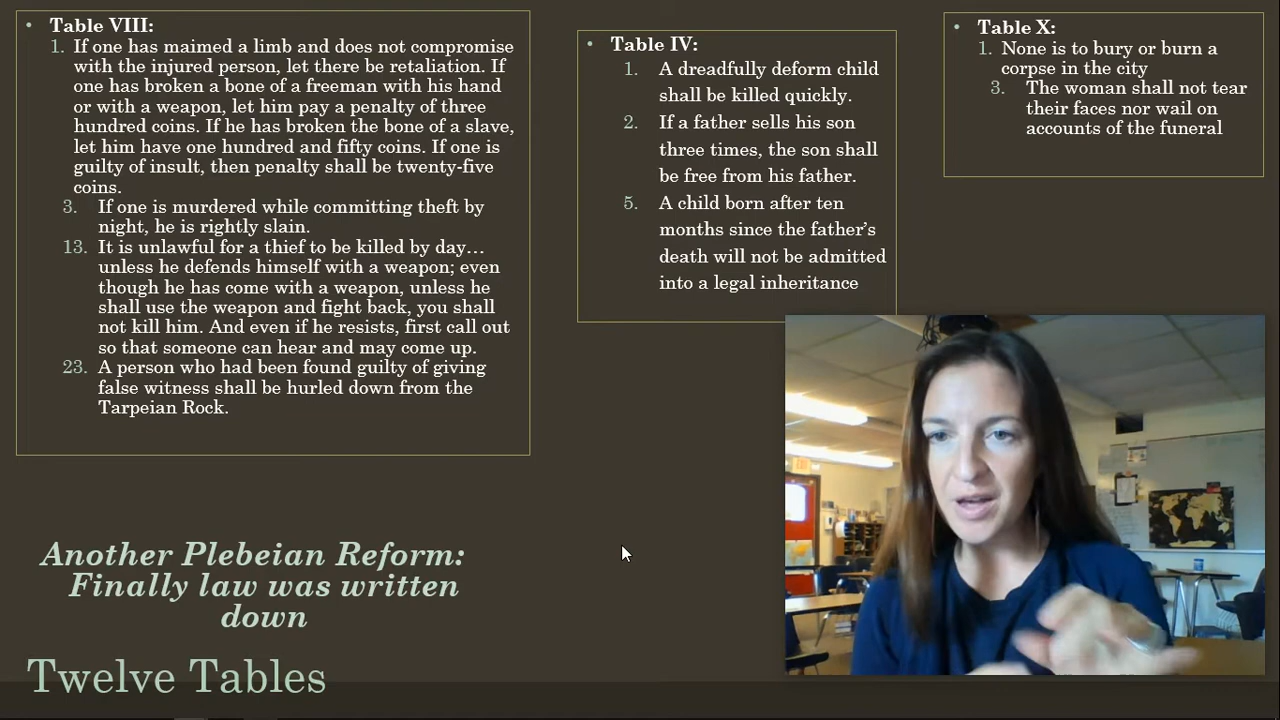 • Table VIII:
1. If one has maimed a limb and does not compromise
with the injured person, let there be retaliation. If
one has broken a bone of a freeman with his hand
or with a weapon, let him pay a penalty of three
hundred coins. If he has broken the bone of a slave,
let him have one hundred and fifty coins. If one is
guilty of insult, then penalty shall be twenty-five
coins.
3. If one is murdered while committing theft by
night, he is rightly slain.
13. It is unlawful for a thief to be killed by day…
unless he defends himself with a weapon; even
though he has come with a weapon, unless he
shall use the weapon and fight back, you shall
not kill him. And even if he resists, first call out
so that someone can hear and may come up.
23. A person who had been found guilty of giving
false witness shall be hurled down from the
Tarpeian Rock.
• Table IV:
1. A dreadfully deform child
shall be killed quickly.
2. If a father sells his son
three times, the son shall
be free from his father.
5. A child born after ten
months since the father's
death will not be admitted
into a legal inheritance
• Table X:
1. None is to bury or burn a
corpse in the city
3. The woman shall not tear
their faces nor wail on
accounts of the funeral
Another Plebeian Reform:
Finally law was written
down
Twelve Tables